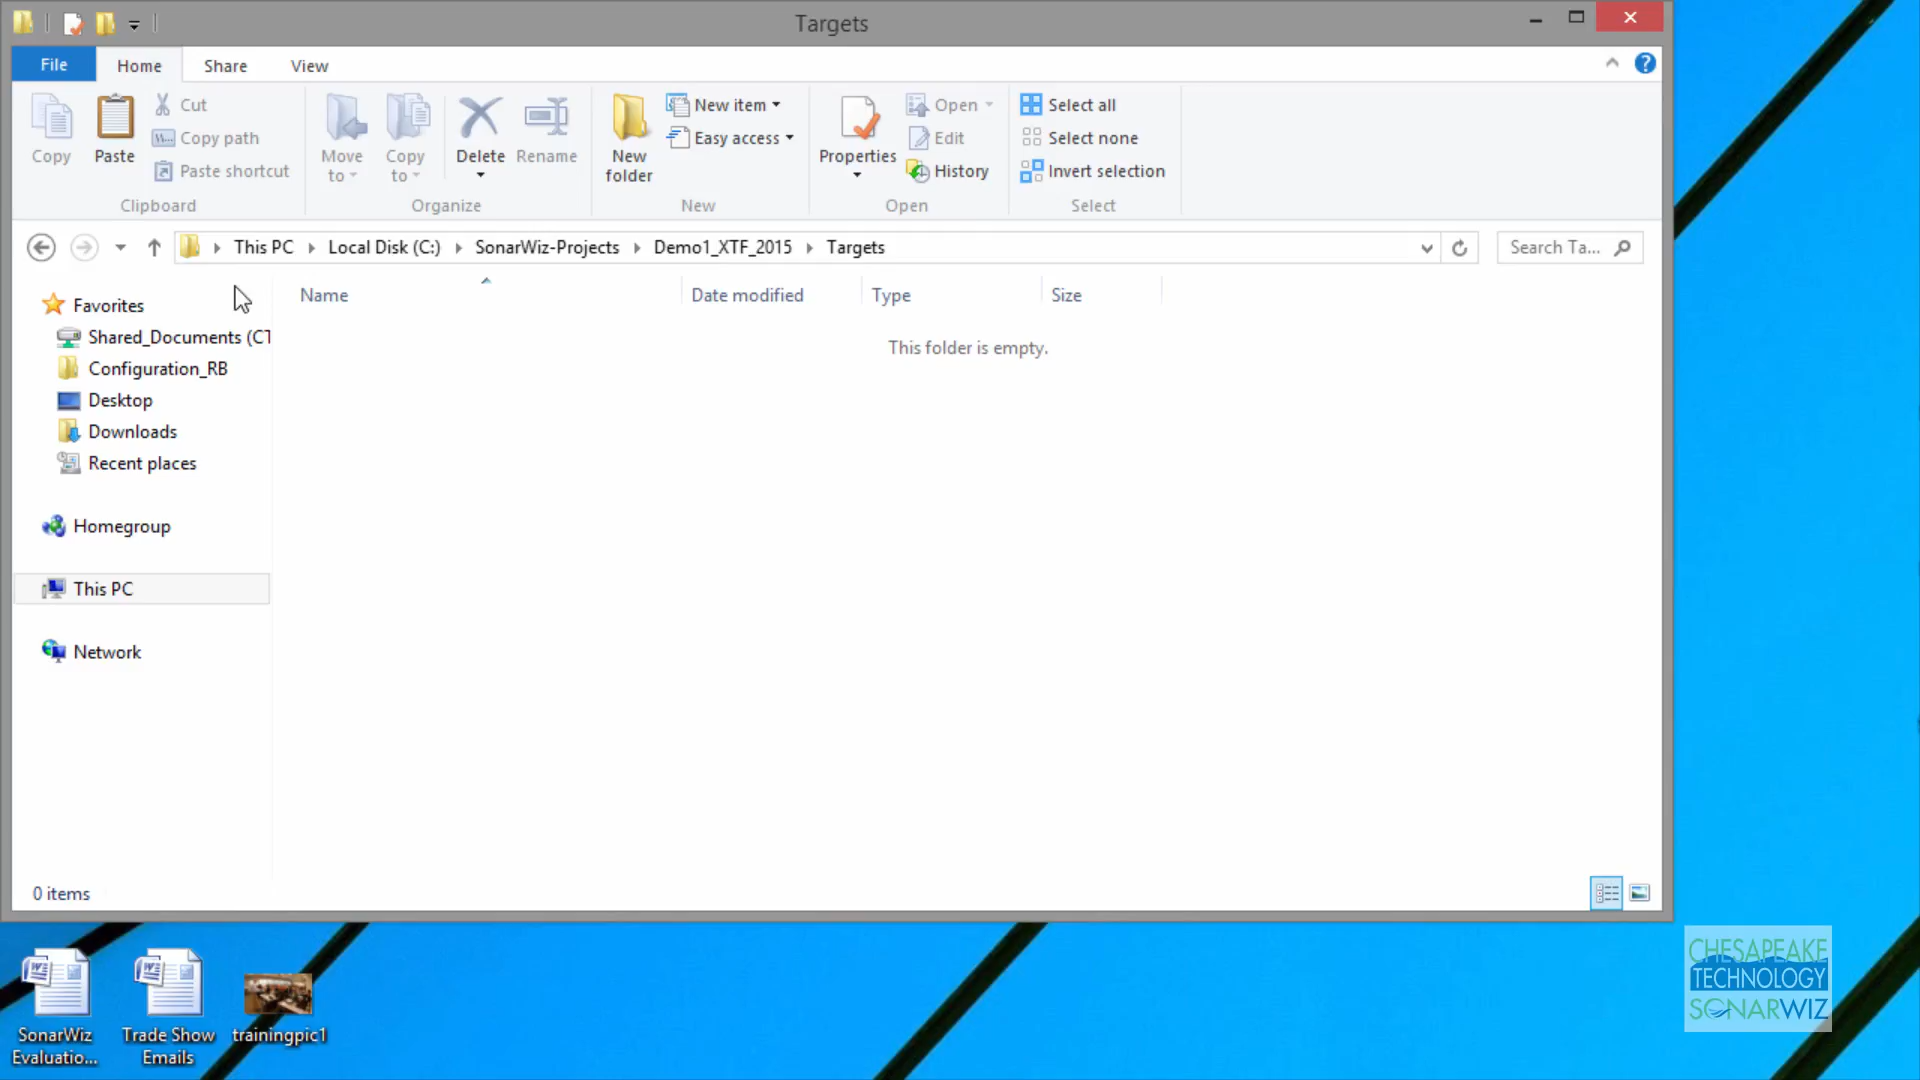 Targets
File
Home
Share
View
Copy
Paste
Cut
Copy path
Paste shortcut
Clipboard
Move to
Copy to
Delete
Rename
Organize
New folder
New item
Easy access
New
Properties
Open
Edit
History
Open
Select all
Select none
Invert selection
Select
This PC
Local Disk (C:)
SonarWiz-Projects
Demo1_XTF_2015
Targets
Search Ta...
Favorites
Shared_Documents (CT
Configuration_RB
Desktop
Downloads
Recent places
Homegroup
This PC
Network
Name
Date modified
Type
Size
This folder is empty.
0 items
SonarWiz
Evaluatio...
Trade Show
Emails
trainingpic1
CHESAPEAKE
TECHNOLOGY
SONARWIZ